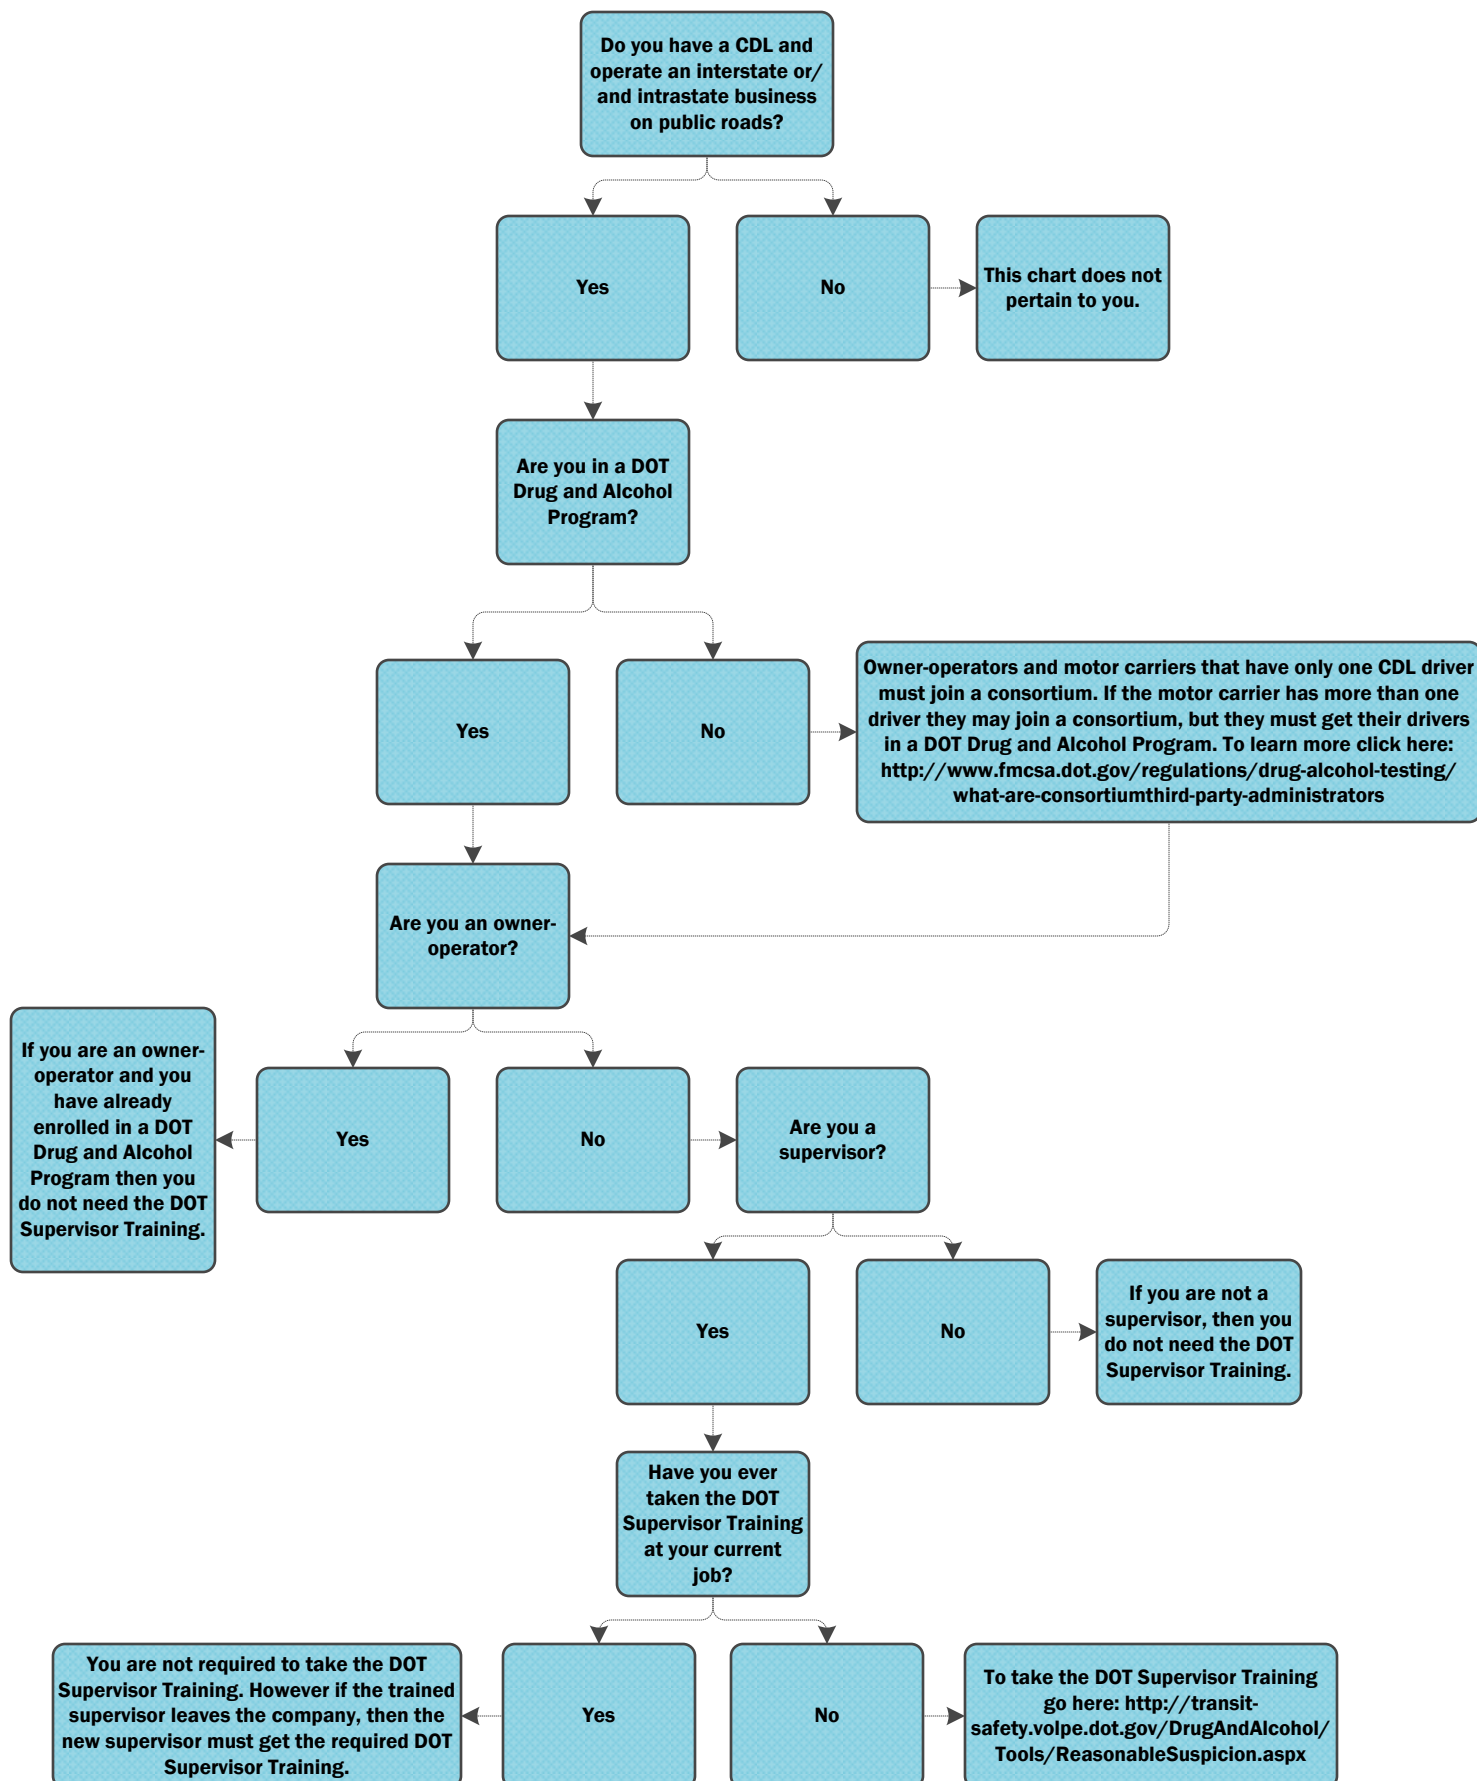 Do you have a CDL and
operate an interstate or/
and intrastate business
on public roads?
Yes
No
This chart does not
pertain to you.
Are you in a DOT
Drug and Alcohol
Program?
Yes
No
Owner-operators and motor carriers that have only one CDL driver
must join a consortium. If the motor carrier has more than one
driver they may join a consortium, but they must get their drivers
in a DOT Drug and Alcohol Program. To learn more click here:
http://www.fmcsa.dot.gov/regulations/drug-alcohol-testing/
what-are-consortiumthird-party-administrators
Are you an owner-
operator?
If you are an owner-
operator and you
have already
enrolled in a DOT
Drug and Alcohol
Program then you
do not need the DOT
Supervisor Training.
Yes
No
Are you a
supervisor?
Yes
No
If you are not a
supervisor, then you
do not need the DOT
Supervisor Training.
Have you ever
taken the DOT
Supervisor Training
at your current
job?
You are not required to take the DOT
Supervisor Training. However if the trained
supervisor leaves the company, then the
new supervisor must get the required DOT
Supervisor Training.
Yes
No
To take the DOT Supervisor Training
go here: http://transit-
safety.volpe.dot.gov/DrugAndAlcohol/
Tools/ReasonableSuspicion.aspx